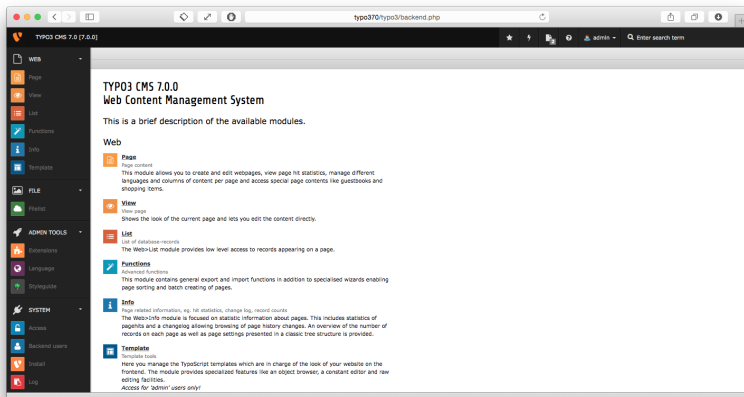 typo370/typo3/backend.php
TYPO3 CMS 7.0.0 [7.0.0]
admin
Enter search term
WEB
Page
View
List
Functions
Info
Template
FILE
Filelist
ADMIN TOOLS
Extensions
Language
Styleguide
SYSTEM
Access
Backend users
Install
Log
TYPO3 CMS 7.0.0
Web Content Management System
This is a brief description of the available modules.
Web
Page
Page content
This module allows you to create and edit webpages, view page hit statistics, manage different
languages and columns of content per page and access special page contents like guestbooks and
shopping items.
View
View page
Shows the look of the current page and lets you edit the content directly.
List
List of database-records
The Web>List module provides low level access to records appearing on a page.
Functions
Advanced functions
This module contains general export and import functions in addition to specialised wizards enabling
page sorting and batch creating of pages.
Info
Page related information, eg. hit statistics, change log, record counts
The Web>Info module is focused on statistic information about pages. This includes statistics of
pagehits and a changelog allowing browsing of page history changes. An overview of the number of
records on each page as well as page settings presented in a classic tree structure is provided.
Template
Template tools
Here you manage the TypoScript templates which are in charge of the look of your website on the
frontend. The module provides specialized features like an object browser, a constant editor and raw
editing facilities.
Access for 'admin' users only!